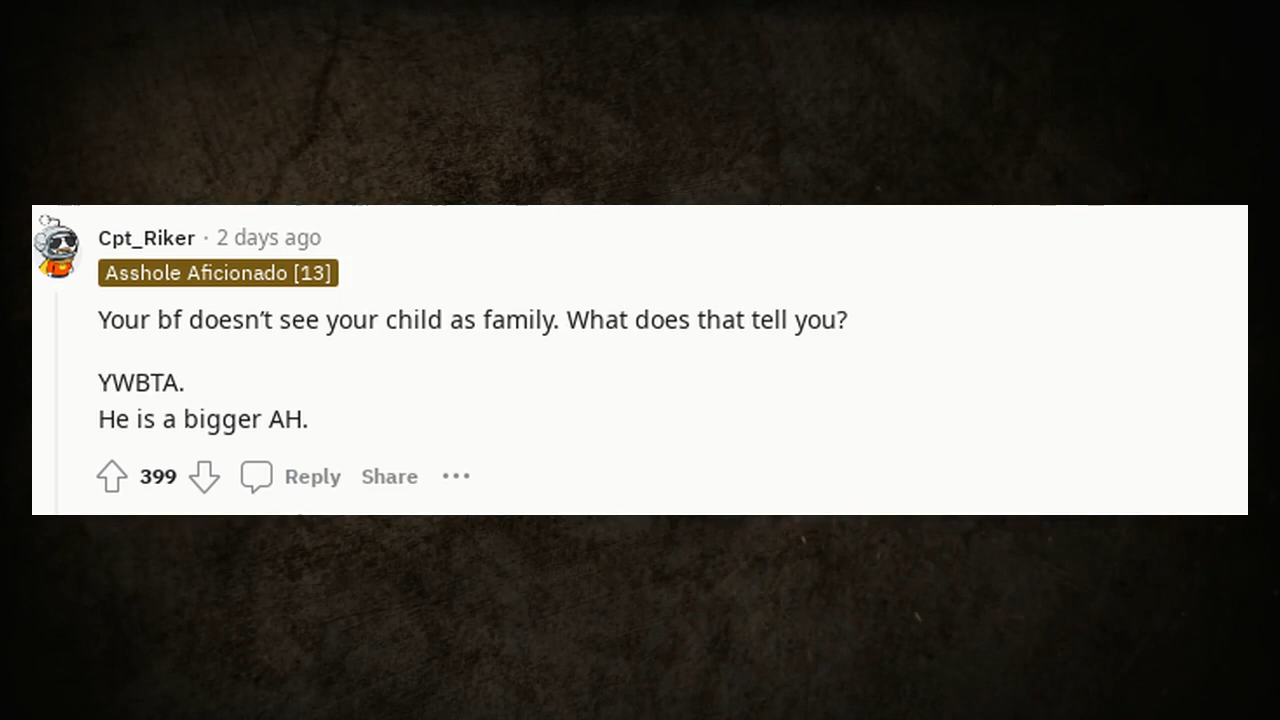 Cpt_Riker · 2 days ago
Asshole Aficionado [13]
Your bf doesn’t see your child as family. What does that tell you?
YWBTA.
He is a bigger AH.
399 Reply Share ···